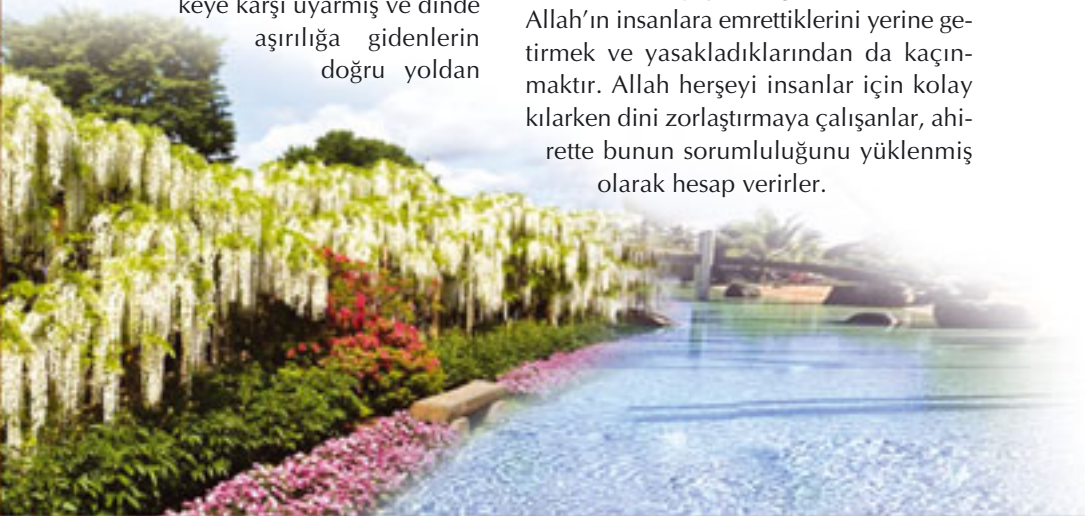 keye karşı uyarmış ve dinde
aşırılığa gidenlerin
doğru yoldan
Allah'ın insanlara emrettiklerini yerine ge-
tirmek ve yasakladıklarından da kaçın-
maktır. Allah herşeyi insanlar için kolay
kılarken dini zorlaştırmaya çalışanlar, ahi-
rette bunun sorumluluğunu yüklenmiş
olarak hesap verirler.